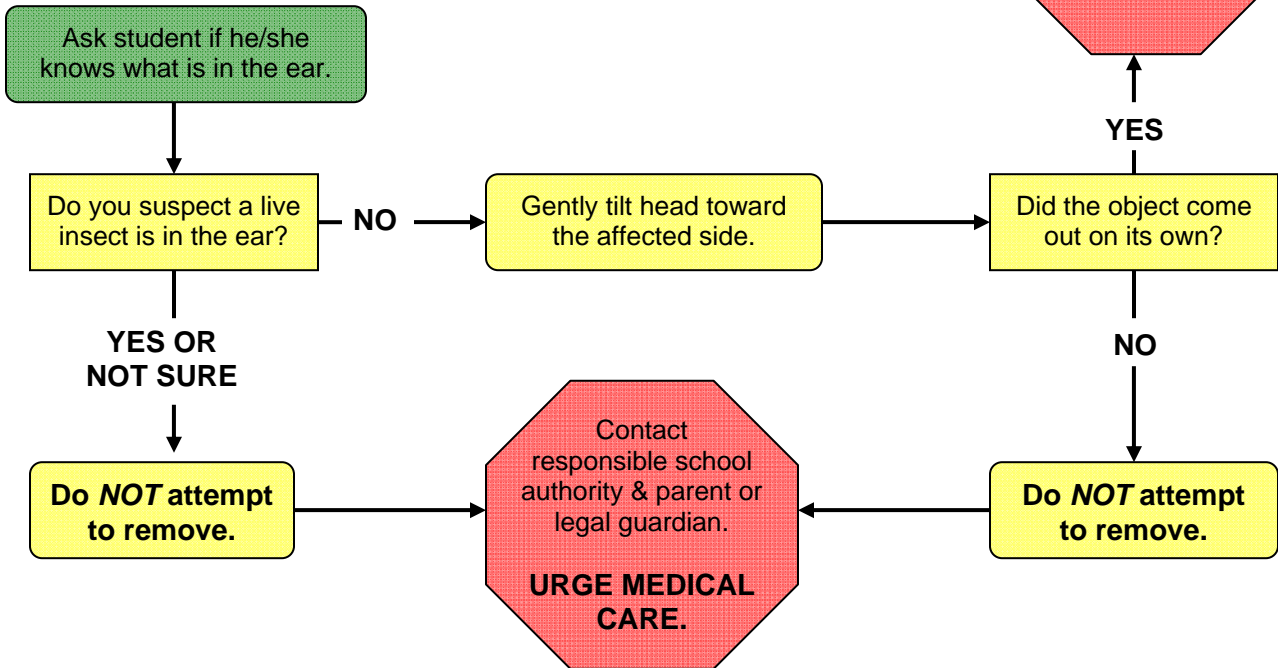 Ask student if he/she
knows what is in the ear.
YES
Do you suspect a live
insect is in the ear?
NO
Gently tilt head toward
the affected side.
Did the object come
out on its own?
YES OR
NOT SURE
NO
Contact
responsible school
authority & parent or
legal guardian.
URGE MEDICAL
CARE.
Do NOT attempt
to remove.
Do NOT attempt
to remove.